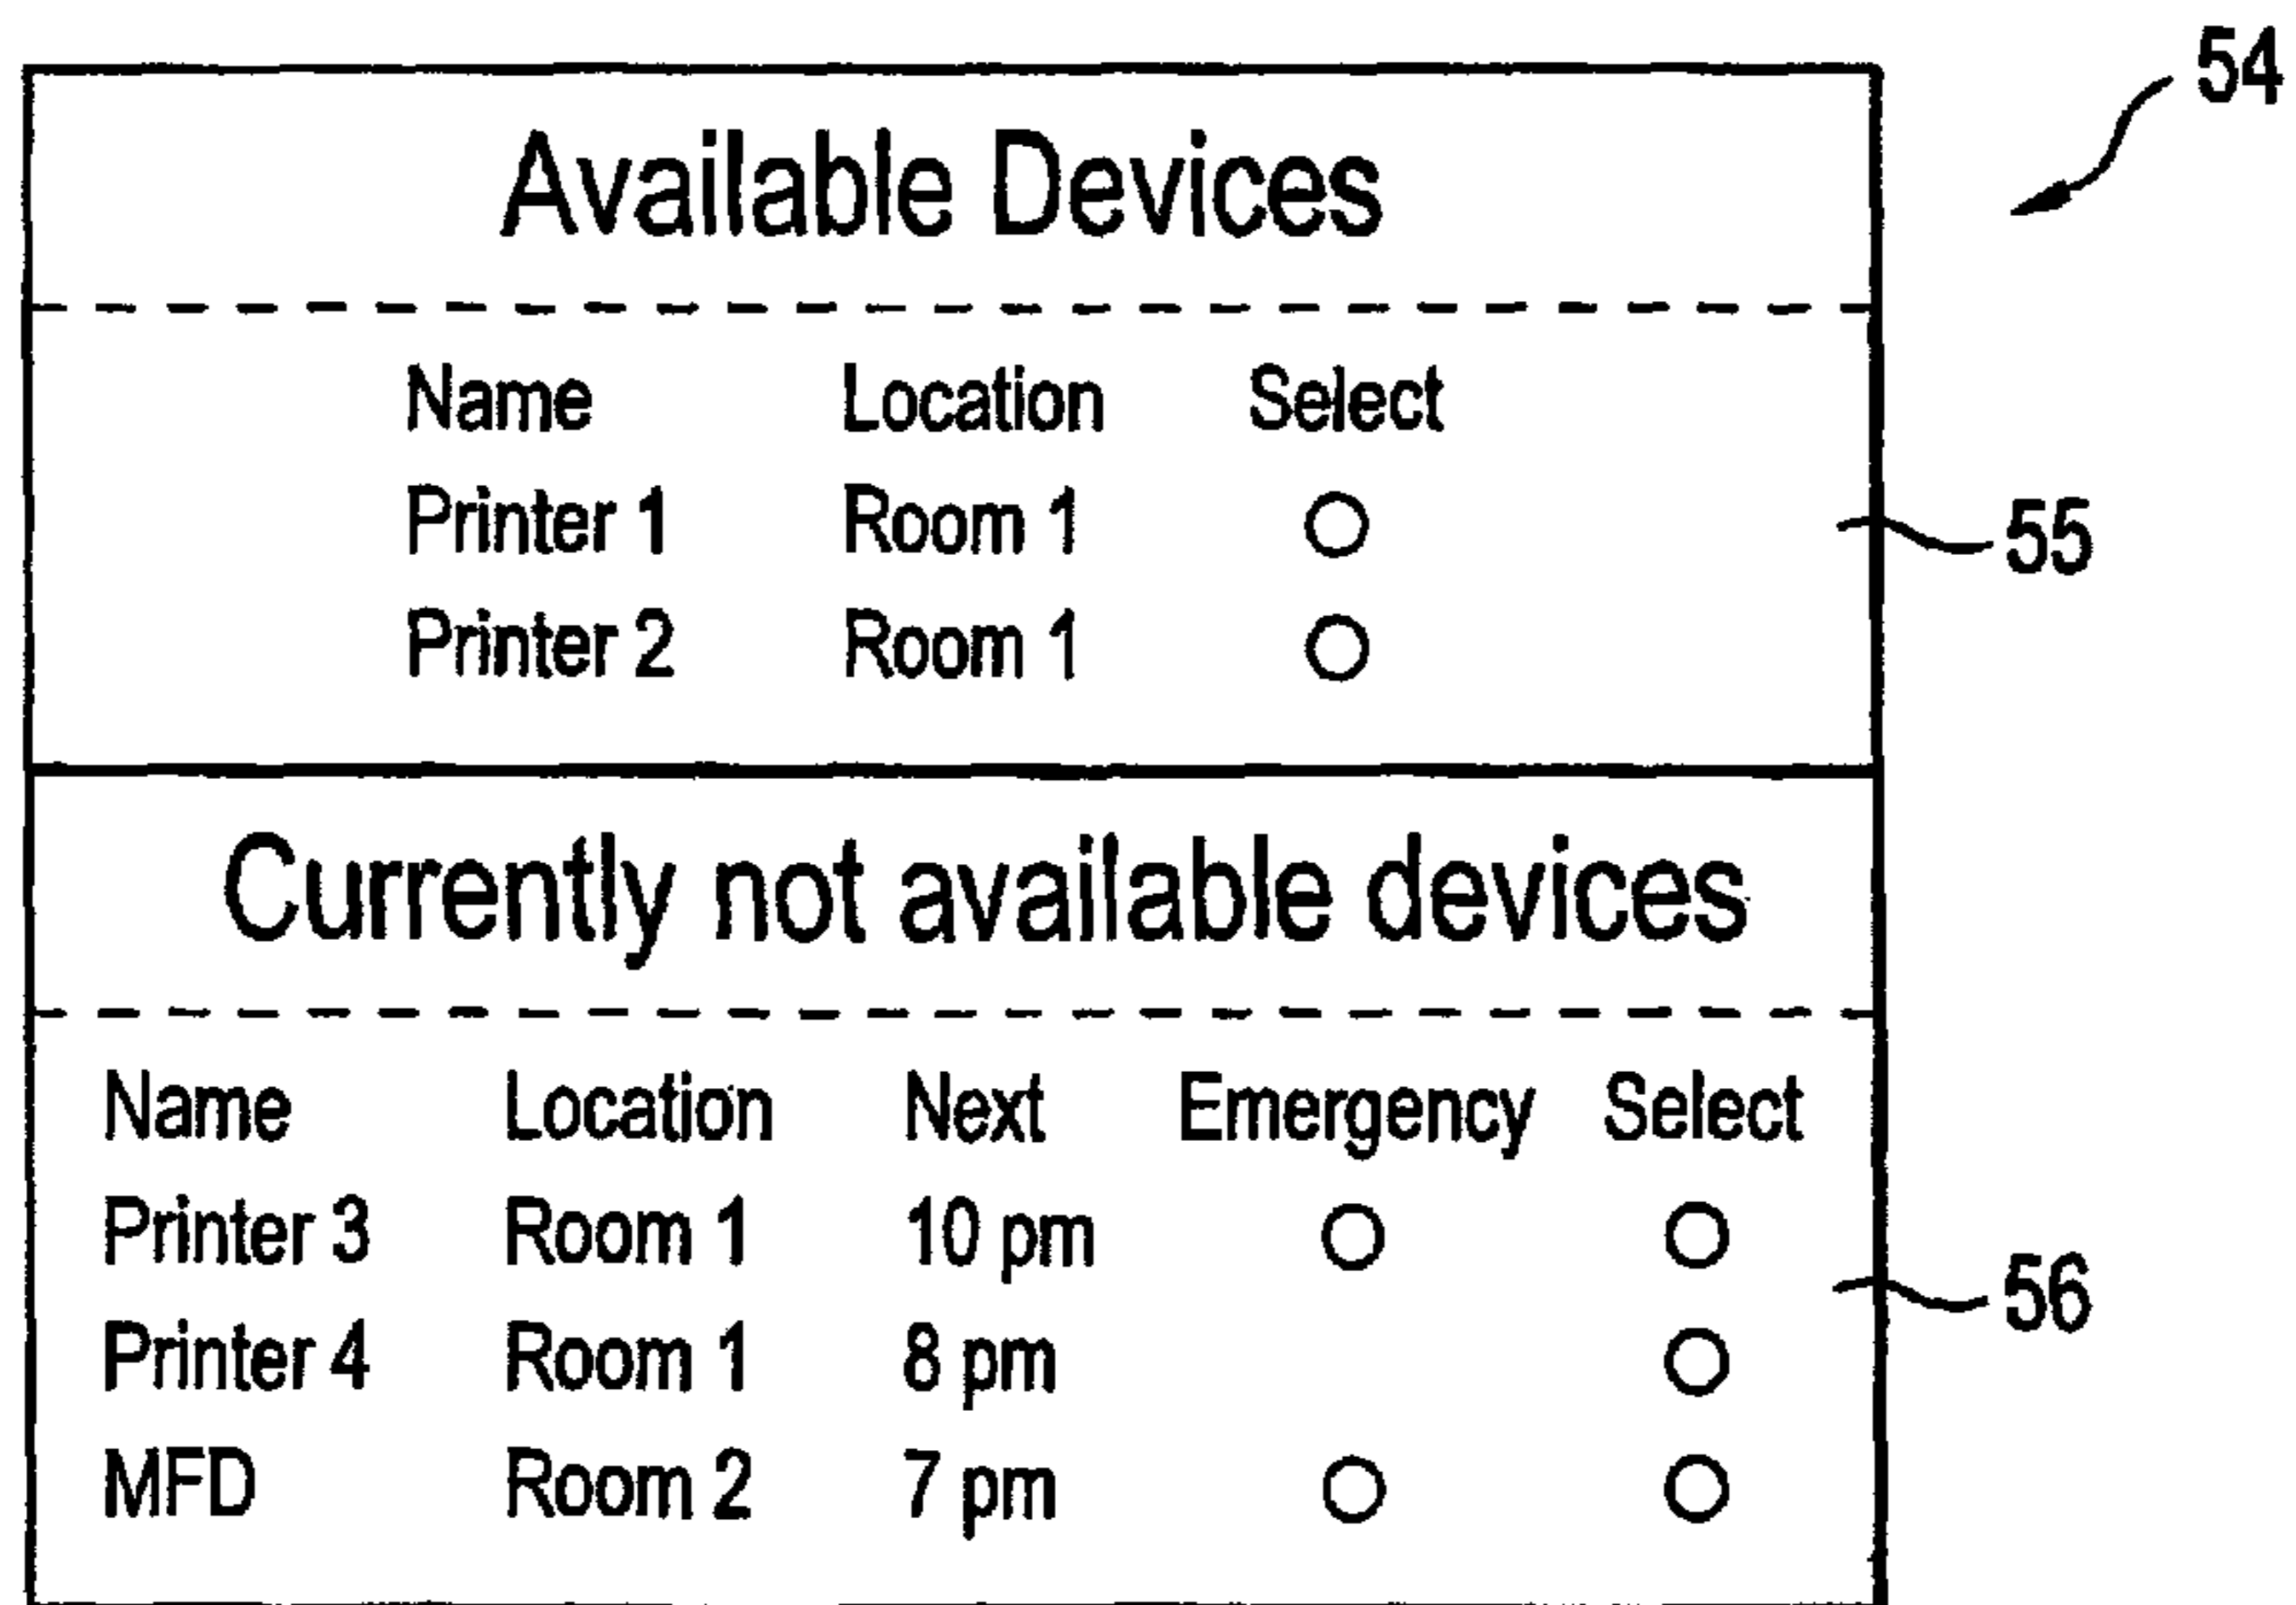 54
Available Devices
Name Location Select
Printer 1 Room 1
55
Printer 2 Room 1
Currently not available devices
Name Location Next Emergency Select
Printer 3 Room 1 10 pm
56
Printer 4 Room 1 8 pm
MFD Room 2 7 pm